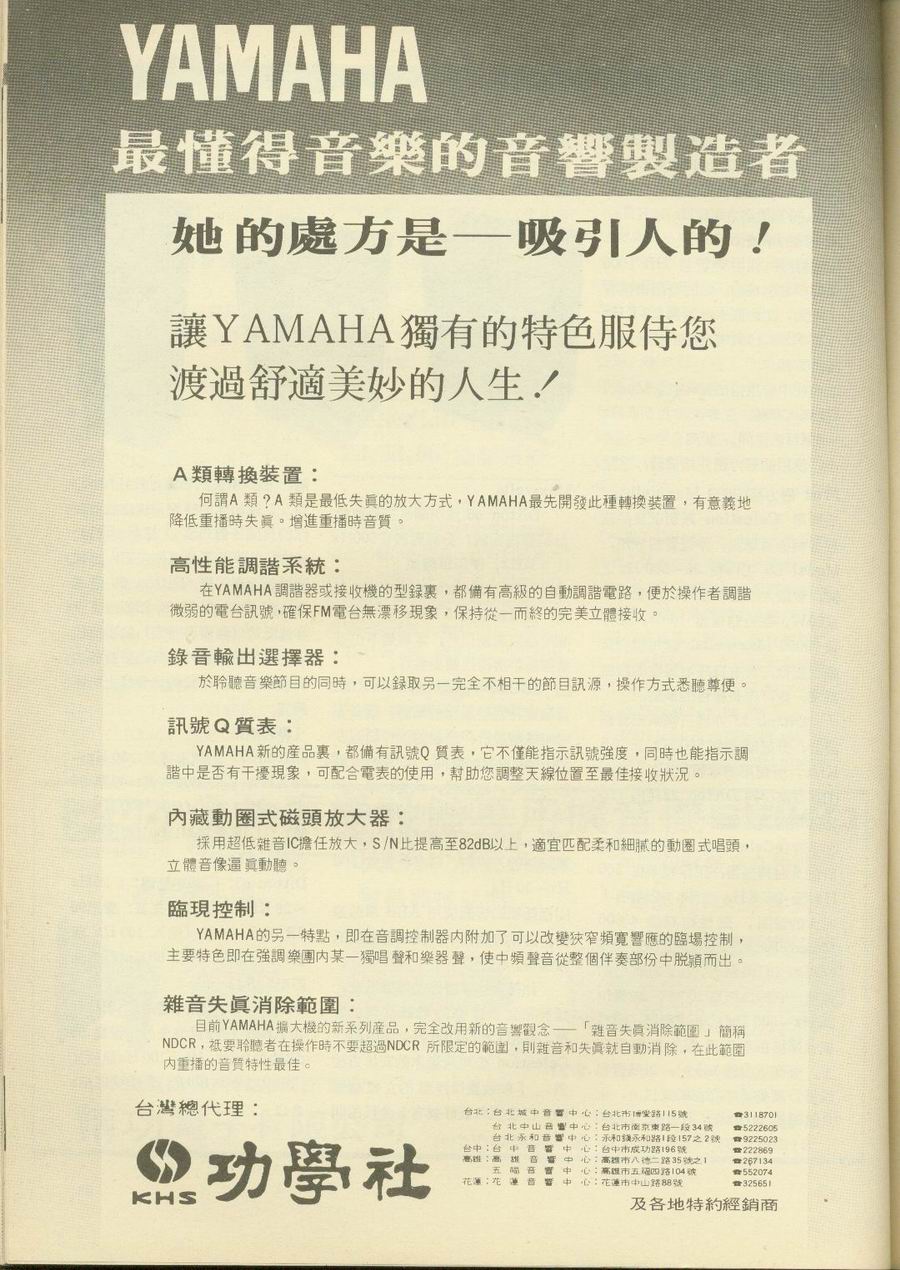 YAMAHA
最懂得音樂的音響製造者
她的處方是——吸引人的！
讓YAMAHA獨有的特色服侍您
渡過舒適美妙的人生！
A類轉換裝置：
何謂A類？A類是最低失眞的放大方式，YAMAHA最先開發此種轉換裝置，有意義地
降低重播時失眞。增進重播時音質。
高性能調諧系統：
在YAMAHA調諧器或接收機的型録裏，都備有高級的自動調諧電路，便於操作者調諧
微弱的電台訊號，確保FM電台無漂移現象，保持從一而終的完美立體接收。
錄音輸出選擇器：
於聆聽音樂節目的同時，可以録取另一完全不相干的節目訊源，操作方式悉聽尊便。
訊號Q質表：
YAMAHA新的產品裏，都備有訊號Q質表，它不僅能指示訊號強度，同時也能指示調
諧中是否有干擾現象，可配合電表的使用，幫助您調整天線位置至最佳接收狀況。
內藏動圈式磁頭放大器：
採用超低雜音IC擔任放大，S/N比提高至82dB以上，適宜匹配柔和細膩的動圈式唱頭，
立體音像逼眞動聽。
臨現控制：
YAMAHA的另一特點，即在音調控制器內附加了可以改變狹窄頻寬響應的臨場控制，
主要特色即在強調樂團內某一獨唱聲和樂器聲，使中頻聲音從整個伴奏部份中脱穎而出。
雜音失眞消除範圍：
目前YAMAHA擴大機的新系列產品，完全改用新的音響觀念——「雜音失眞消除範圍」簡稱
NDCR，祗要聆聽者在操作時不要超過NDCR所限定的範圍，則雜音和失眞就自動消除，在此範圍
內重播的音質特性最佳。
台灣總代理：
KHS 功學社
台北：台北城中音響中心：台北市博愛路115號 ☎3118701
台北中山音響中心：台北市南京東路一段34號 ☎5222605
台北永和音響中心：永和鎮永和路1段157之2號 ☎9225023
台中：台中音響中心：台中市成功路196號 ☎222869
高雄：高雄音響中心：高雄市八德二路35號之1 ☎267134
五福音響中心：高雄市五福四路104號 ☎552074
花蓮：花蓮音響中心：花蓮市中山路88號 ☎325651
及各地特約經銷商